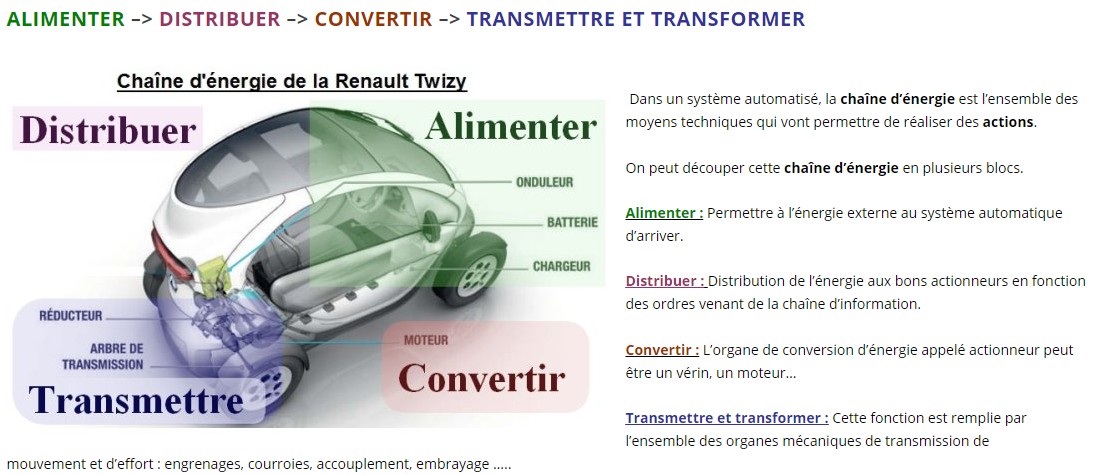 ALIMENTER –> DISTRIBUER –> CONVERTIR –> TRANSMETTRE ET TRANSFORMER
Chaîne d'énergie de la Renault Twizy
Distribuer
Alimenter
ONDULEUR
BATTERIE
CHARGEUR
RÉDUCTEUR
ARBRE DE
TRANSMISSION
MOTEUR
Convertir
Transmettre
Dans un système automatisé, la chaîne d’énergie est l’ensemble des
moyens techniques qui vont permettre de réaliser des actions.
On peut découper cette chaîne d’énergie en plusieurs blocs.
Alimenter : Permettre à l’énergie externe au système automatique
d’arriver.
Distribuer : Distribution de l’énergie aux bons actionneurs en fonction
des ordres venant de la chaîne d’information.
Convertir : L’organe de conversion d’énergie appelé actionneur peut
être un vérin, un moteur…
Transmettre et transformer : Cette fonction est remplie par
l’ensemble des organes mécaniques de transmission de
mouvement et d’effort : engrenages, courroies, accouplement, embrayage …..